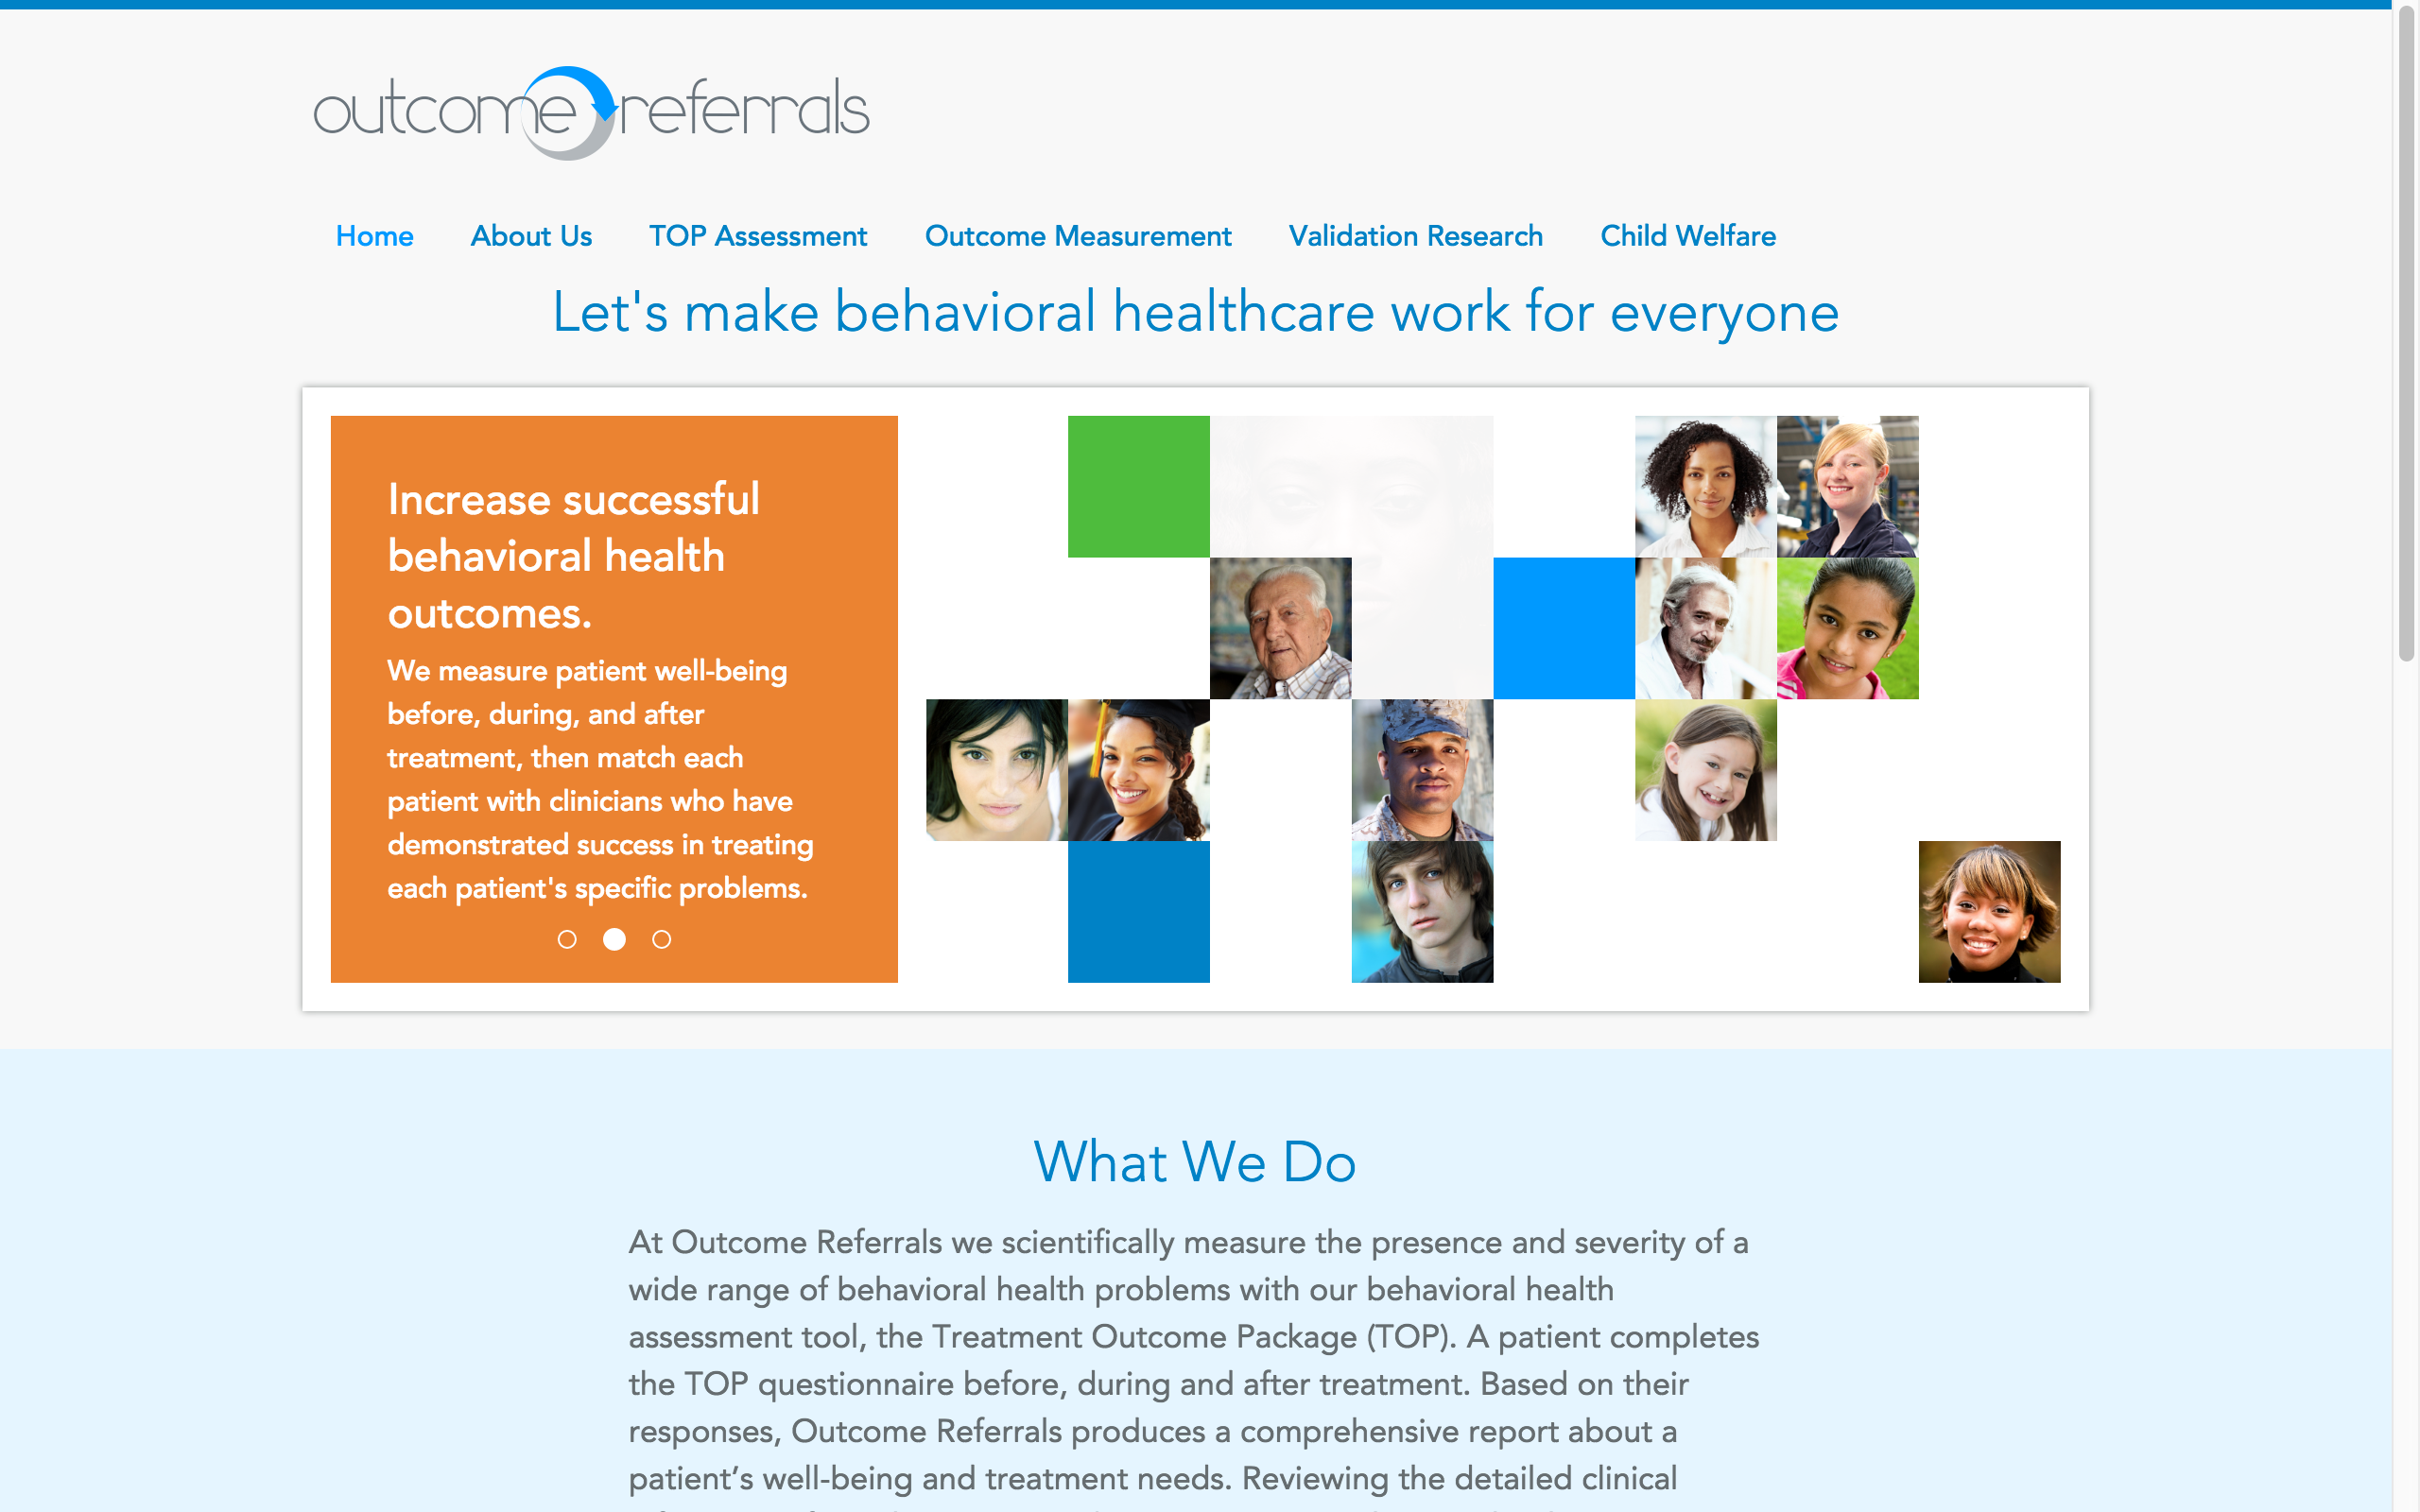 outcome referrals
Home About Us TOP Assessment Outcome Measurement Validation Research Child Welfare
Let's make behavioral healthcare work for everyone
Increase successful
behavioral health
outcomes.
We measure patient well-being
before, during, and after
treatment, then match each
patient with clinicians who have
demonstrated success in treating
each patient's specific problems.
What We Do
At Outcome Referrals we scientifically measure the presence and severity of a
wide range of behavioral health problems with our behavioral health
assessment tool, the Treatment Outcome Package (TOP). A patient completes
the TOP questionnaire before, during and after treatment. Based on their
responses, Outcome Referrals produces a comprehensive report about a
patient’s well-being and treatment needs. Reviewing the detailed clinical